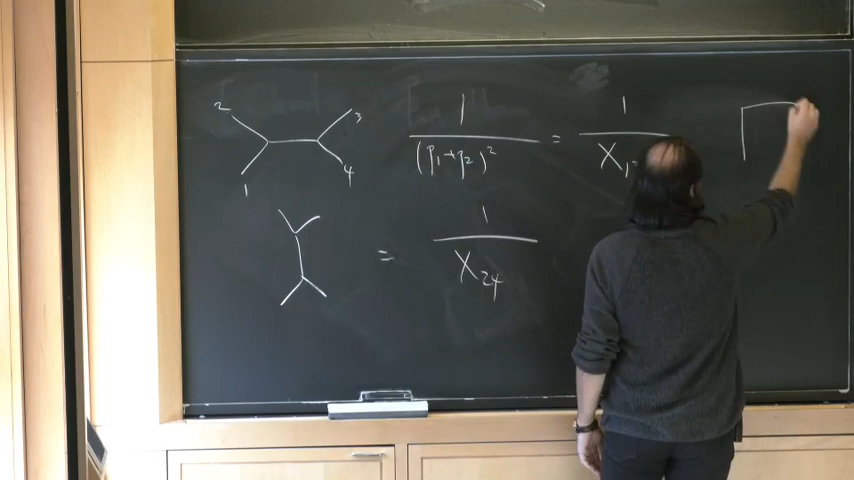 2 3
1 4
1/(p₁+p₂)² = 1/X₁
= 1/X₂₄